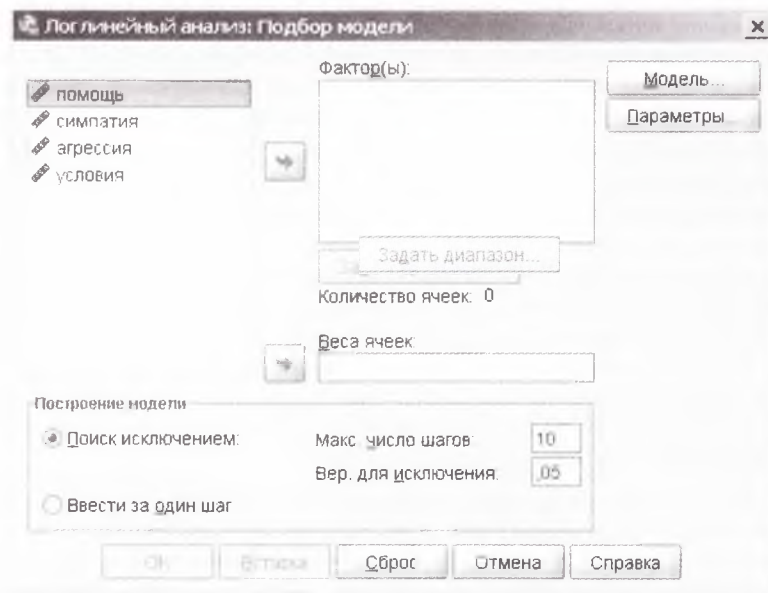 Лог линейный анализ: Подбор модели
помощь
симпатия
агрессия
условия
Фактор(ы):
Модель...
Параметры...
Задать диапазон...
Количество ячеек: 0
Веса ячеек:
Построение модели
Поиск исключением:
Макс. число шагов: 10
Вер. для исключения: ,05
Ввести за один шаг
OK
Вставка
Сброс
Отмена
Справка